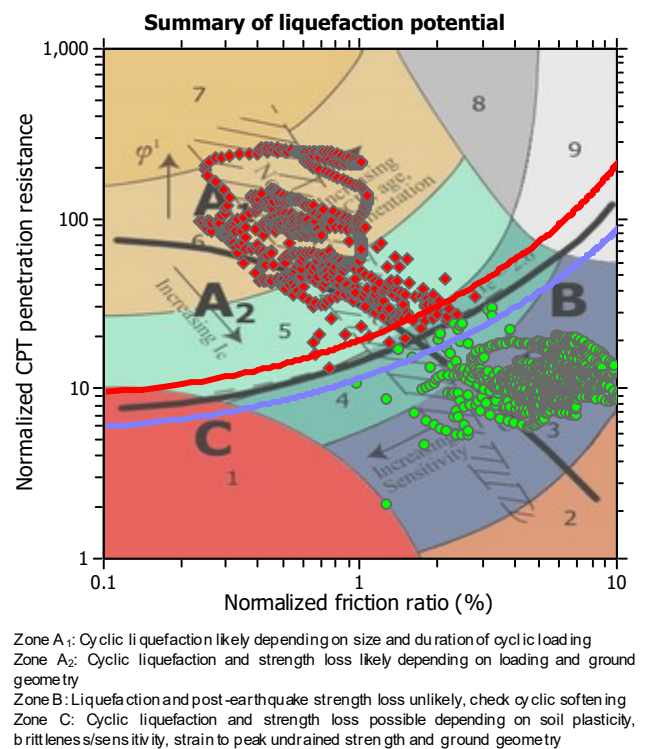 Summary of liquefaction potential
Normalized CPT penetration resistance
1,000
100
10
1
7
8
9
φ'
Increasing
age,
mentation
A
6
A2
5
Increasing Ic
B
4
C
1
3
Increasing
Sensitivity
2
0.1
1
10
Normalized friction ratio (%)
Zone A1: Cyclic liquefaction likely depending on size and duration of cyclic loading
Zone A2: Cyclic liquefaction and strength loss likely depending on loading and ground
geometry
Zone B: Liquefaction and post-earthquake strength loss unlikely, check cyclic softening
Zone C: Cyclic liquefaction and strength loss possible depending on soil plasticity,
brittleness/sensitivity, strain to peak undrained strength and ground geometry